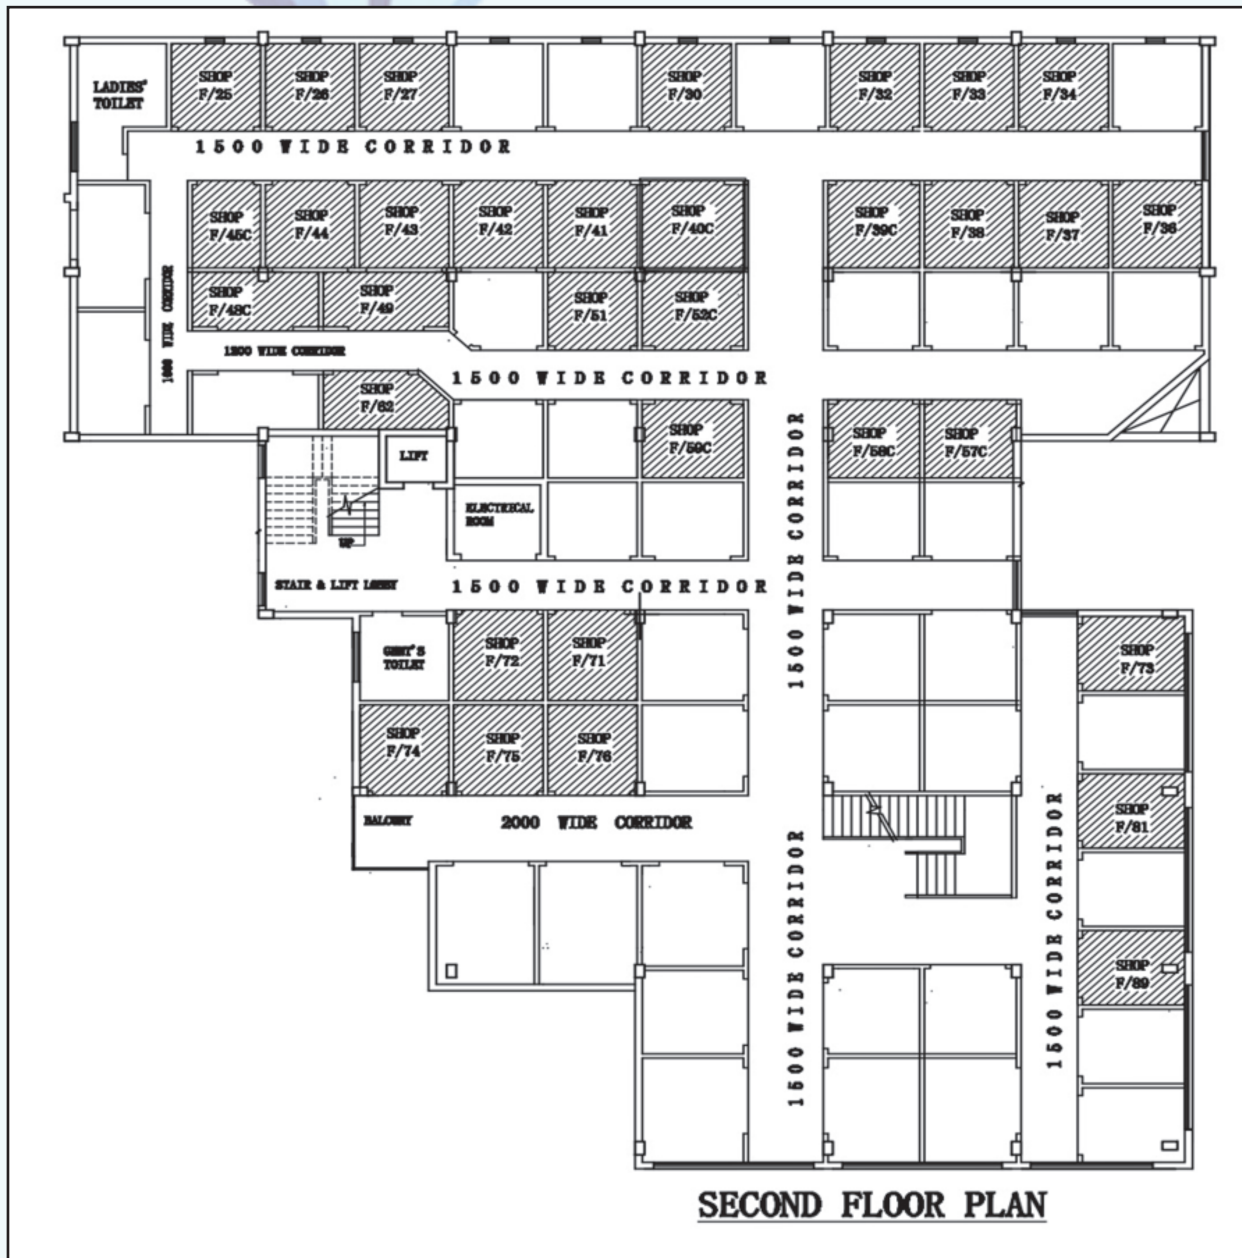 LADIES'
TOILET
SHOP
F/25
SHOP
F/26
SHOP
F/27
SHOP
F/30
SHOP
F/32
SHOP
F/33
SHOP
F/34
1500 WIDE CORRIDOR
SHOP
F/45C
SHOP
F/44
SHOP
F/43
SHOP
F/42
SHOP
F/41
SHOP
F/40C
SHOP
F/39C
SHOP
F/38
SHOP
F/37
SHOP
F/36
1000 WIDE CORRIDOR
SHOP
F/48C
SHOP
F/49
SHOP
F/51
SHOP
F/52C
1200 WIDE CORRIDOR
1500 WIDE CORRIDOR
SHOP
F/62
SHOP
F/59C
SHOP
F/58C
SHOP
F/57C
1500 WIDE CORRIDOR
LIFT
ELECTRICAL
ROOM
UP
STAIR & LIFT LOBBY
1500 WIDE CORRIDOR
GENT'S
TOILET
SHOP
F/72
SHOP
F/71
SHOP
F/73
SHOP
F/74
SHOP
F/75
SHOP
F/76
SHOP
F/81
BALCONY
2000 WIDE CORRIDOR
1500 WIDE CORRIDOR
1500 WIDE CORRIDOR
SHOP
F/89
SECOND FLOOR PLAN